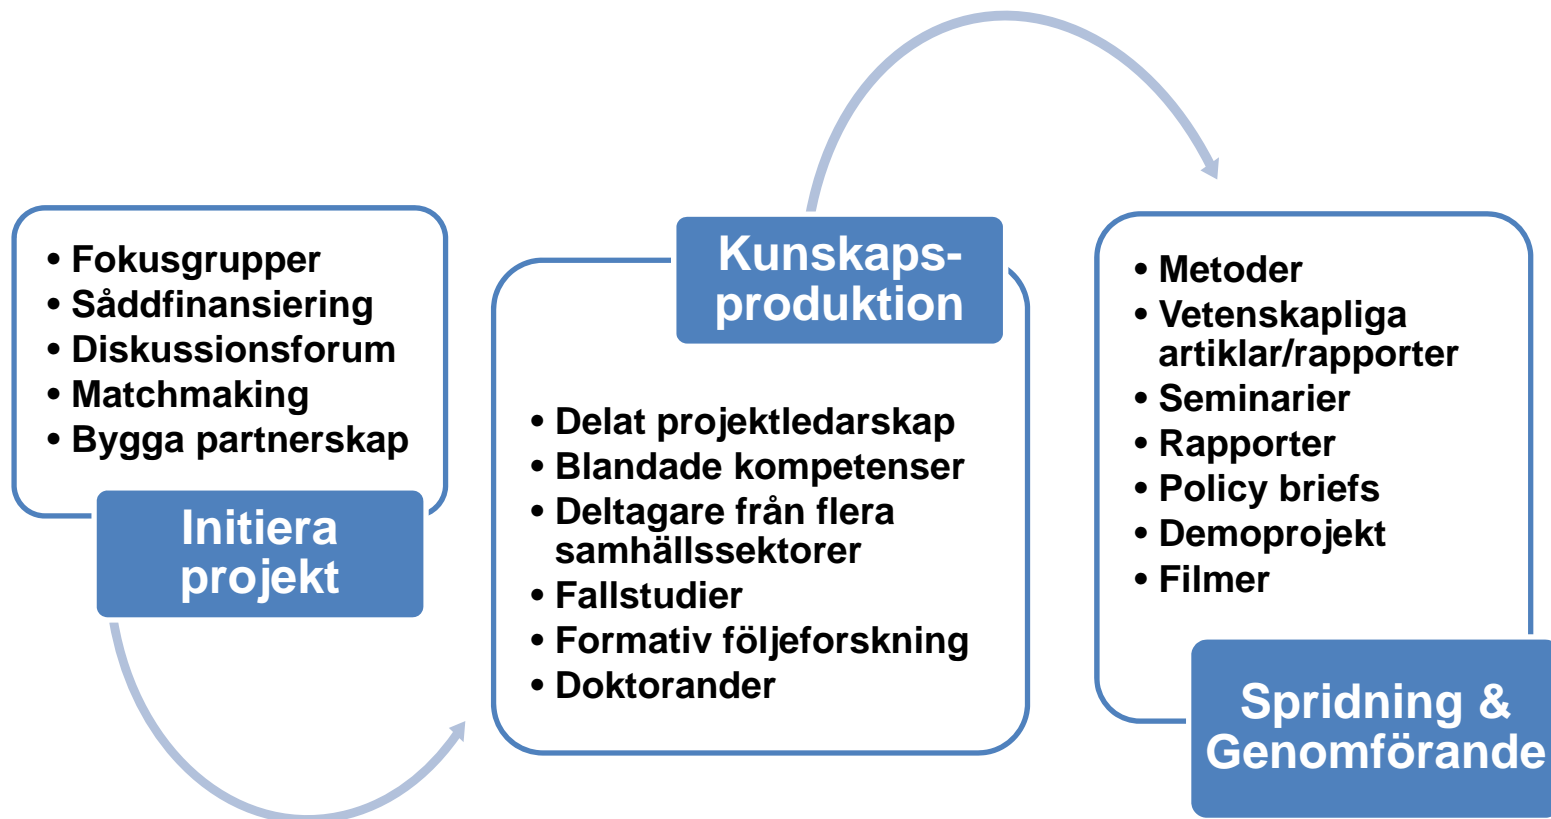 • Fokusgrupper
• Såddfinansiering
• Diskussionsforum
• Matchmaking
• Bygga partnerskap
Initiera
projekt
Kunskaps-
produktion
• Delat projektledarskap
• Blandade kompetenser
• Deltagare från flera
samhällssektorer
• Fallstudier
• Formativ följeforskning
• Doktorander
• Metoder
• Vetenskapliga
artiklar/rapporter
• Seminarier
• Rapporter
• Policy briefs
• Demoprojekt
• Filmer
Spridning &
Genomförande